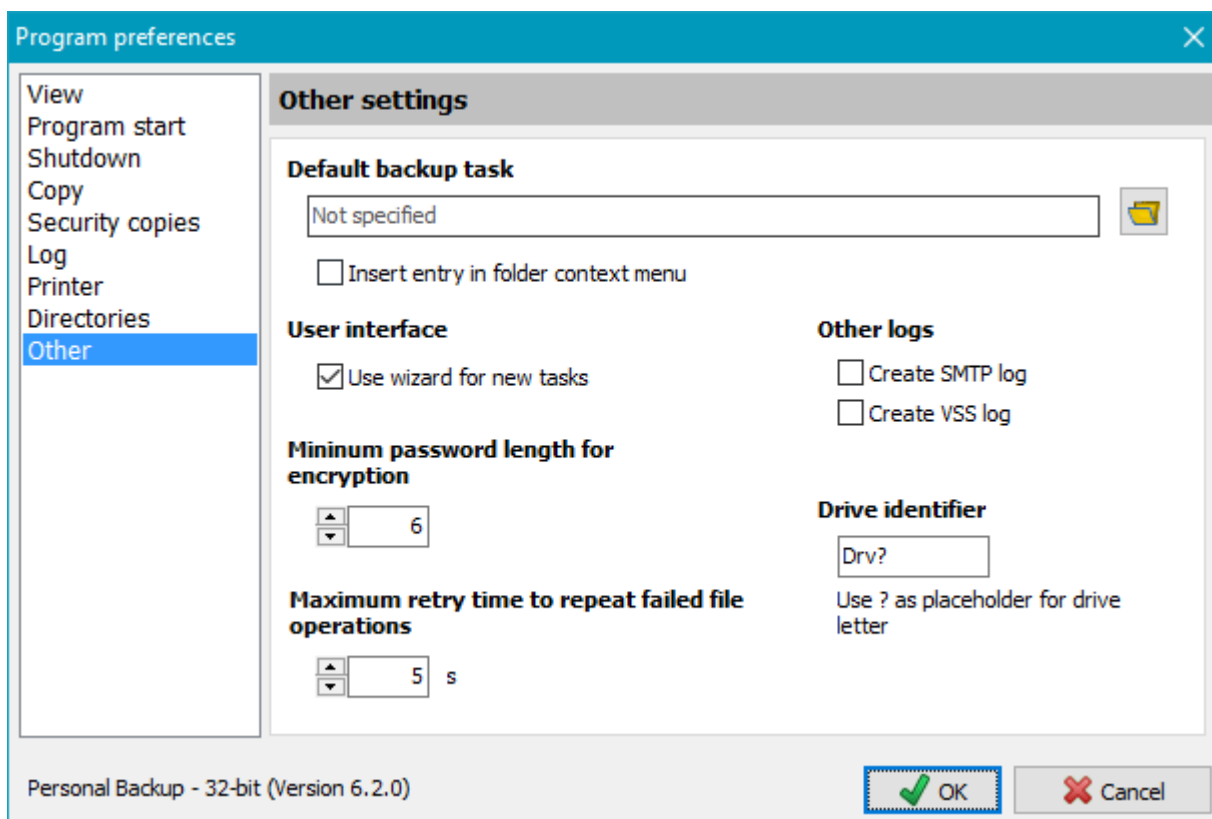 Program preferences
View
Program start
Shutdown
Copy
Security copies
Log
Printer
Directories
Other
Other settings
Default backup task
Not specified
Insert entry in folder context menu
User interface
Use wizard for new tasks
Other logs
Create SMTP log
Create VSS log
Mininum password length for
encryption
6
Drive identifier
Drv?
Use ? as placeholder for drive
letter
Maximum retry time to repeat failed file
operations
5 s
Personal Backup - 32-bit (Version 6.2.0)
OK
Cancel